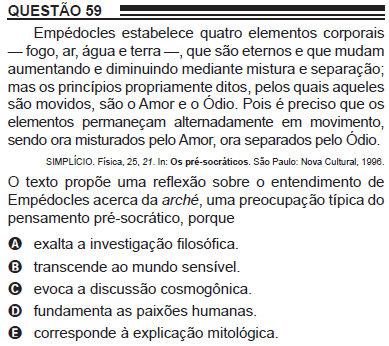 QUESTÃO 59
Empédocles estabelece quatro elementos corporais
— fogo, ar, água e terra —, que são eternos e que mudam
aumentando e diminuindo mediante mistura e separação;
mas os princípios propriamente ditos, pelos quais aqueles
são movidos, são o Amor e o Ódio. Pois é preciso que os
elementos permaneçam alternadamente em movimento,
sendo ora misturados pelo Amor, ora separados pelo Ódio.
SIMPLÍCIO. Física, 25, 21. In: Os pré-socráticos. São Paulo: Nova Cultural, 1996.
O texto propõe uma reflexão sobre o entendimento de
Empédocles acerca da arché, uma preocupação típica do
pensamento pré-socrático, porque
A exalta a investigação filosófica.
B transcende ao mundo sensível.
C evoca a discussão cosmogônica.
D fundamenta as paixões humanas.
E corresponde à explicação mitológica.